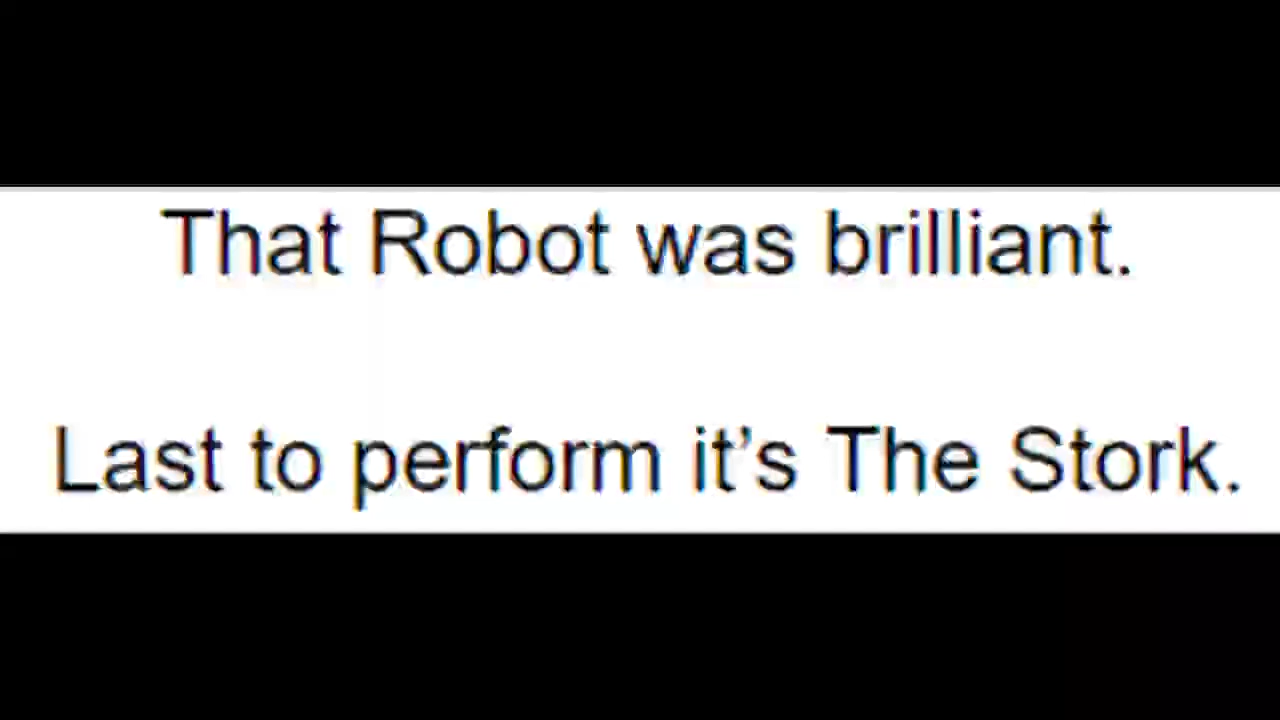 That Robot was brilliant.
Last to perform it’s The Stork.